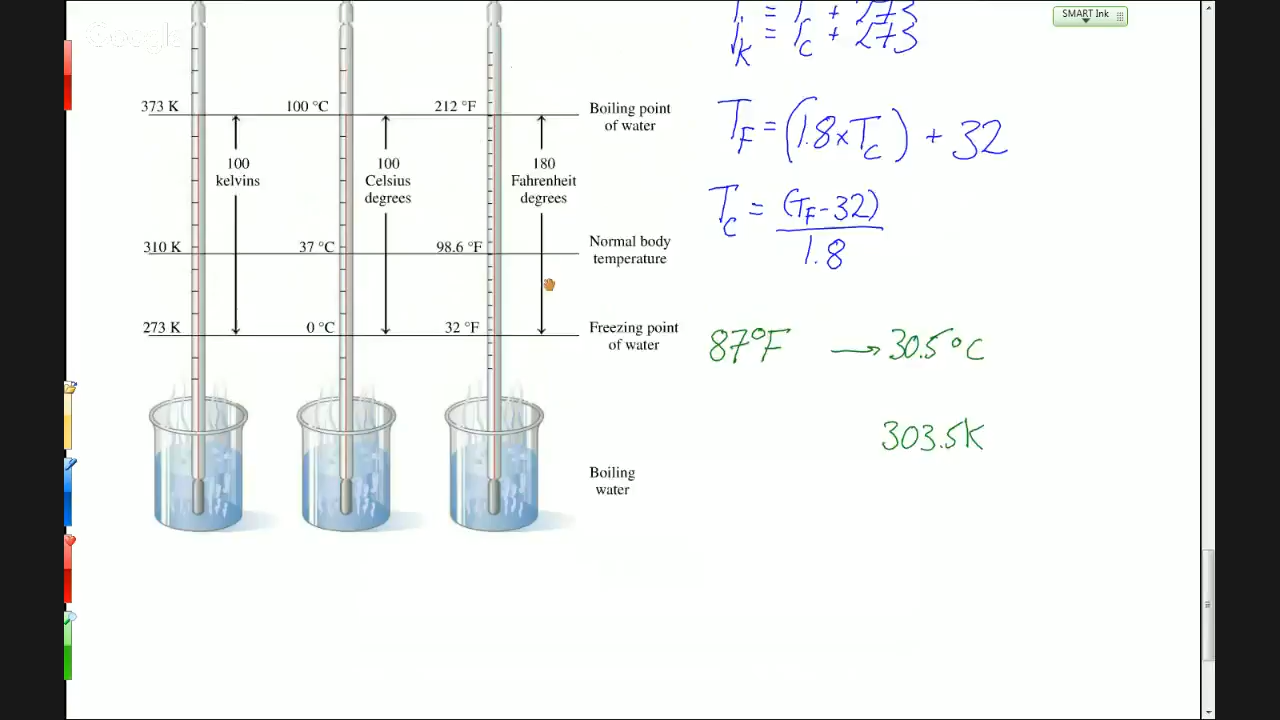 Google
SMART Ink
T_K = T_C + 273
373 K 100 °C 212 °F Boiling point
of water
100
kelvins
100
Celsius
degrees
180
Fahrenheit
degrees
310 K 37 °C 98.6 °F Normal body
temperature
273 K 0 °C 32 °F Freezing point
of water
Boiling
water
T_F = (1.8 × T_C) + 32
T_C = (T_F - 32)
1.8
87°F → 30.5°C
303.5K